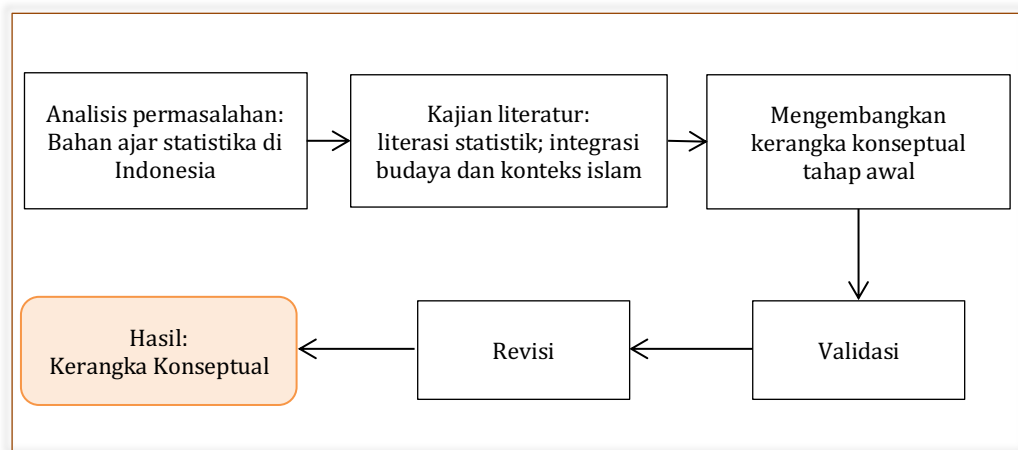 Analisis permasalahan:
Bahan ajar statistika di
Indonesia
Kajian literatur:
literasi statistik; integrasi
budaya dan konteks islam
Mengembangkan
kerangka konseptual
tahap awal
Validasi
Revisi
Hasil:
Kerangka Konseptual